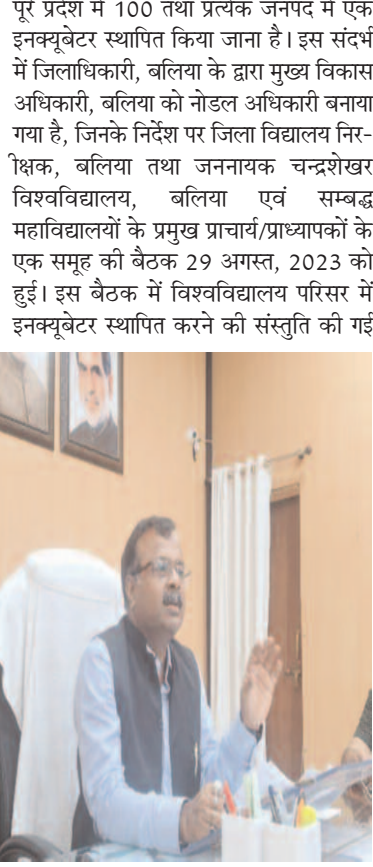 पूरे प्रदेश में 100 तथा प्रत्येक जनपद में एक
इनक्यूबेटर स्थापित किया जाना है। इस संदर्भ
में जिलाधिकारी, बलिया के द्वारा मुख्य विकास
अधिकारी, बलिया को नोडल अधिकारी बनाया
गया है, जिनके निर्देश पर जिला विद्यालय निर-
ीक्षक, बलिया तथा जननायक चन्द्रशेखर
विश्वविद्यालय, बलिया एवं सम्बद्ध
महाविद्यालयों के प्रमुख प्राचार्य/प्राध्यापकों के
एक समूह की बैठक 29 अगस्त, 2023 को
हुई। इस बैठक में विश्वविद्यालय परिसर में
इनक्यूबेटर स्थापित करने की संस्तुति की गई